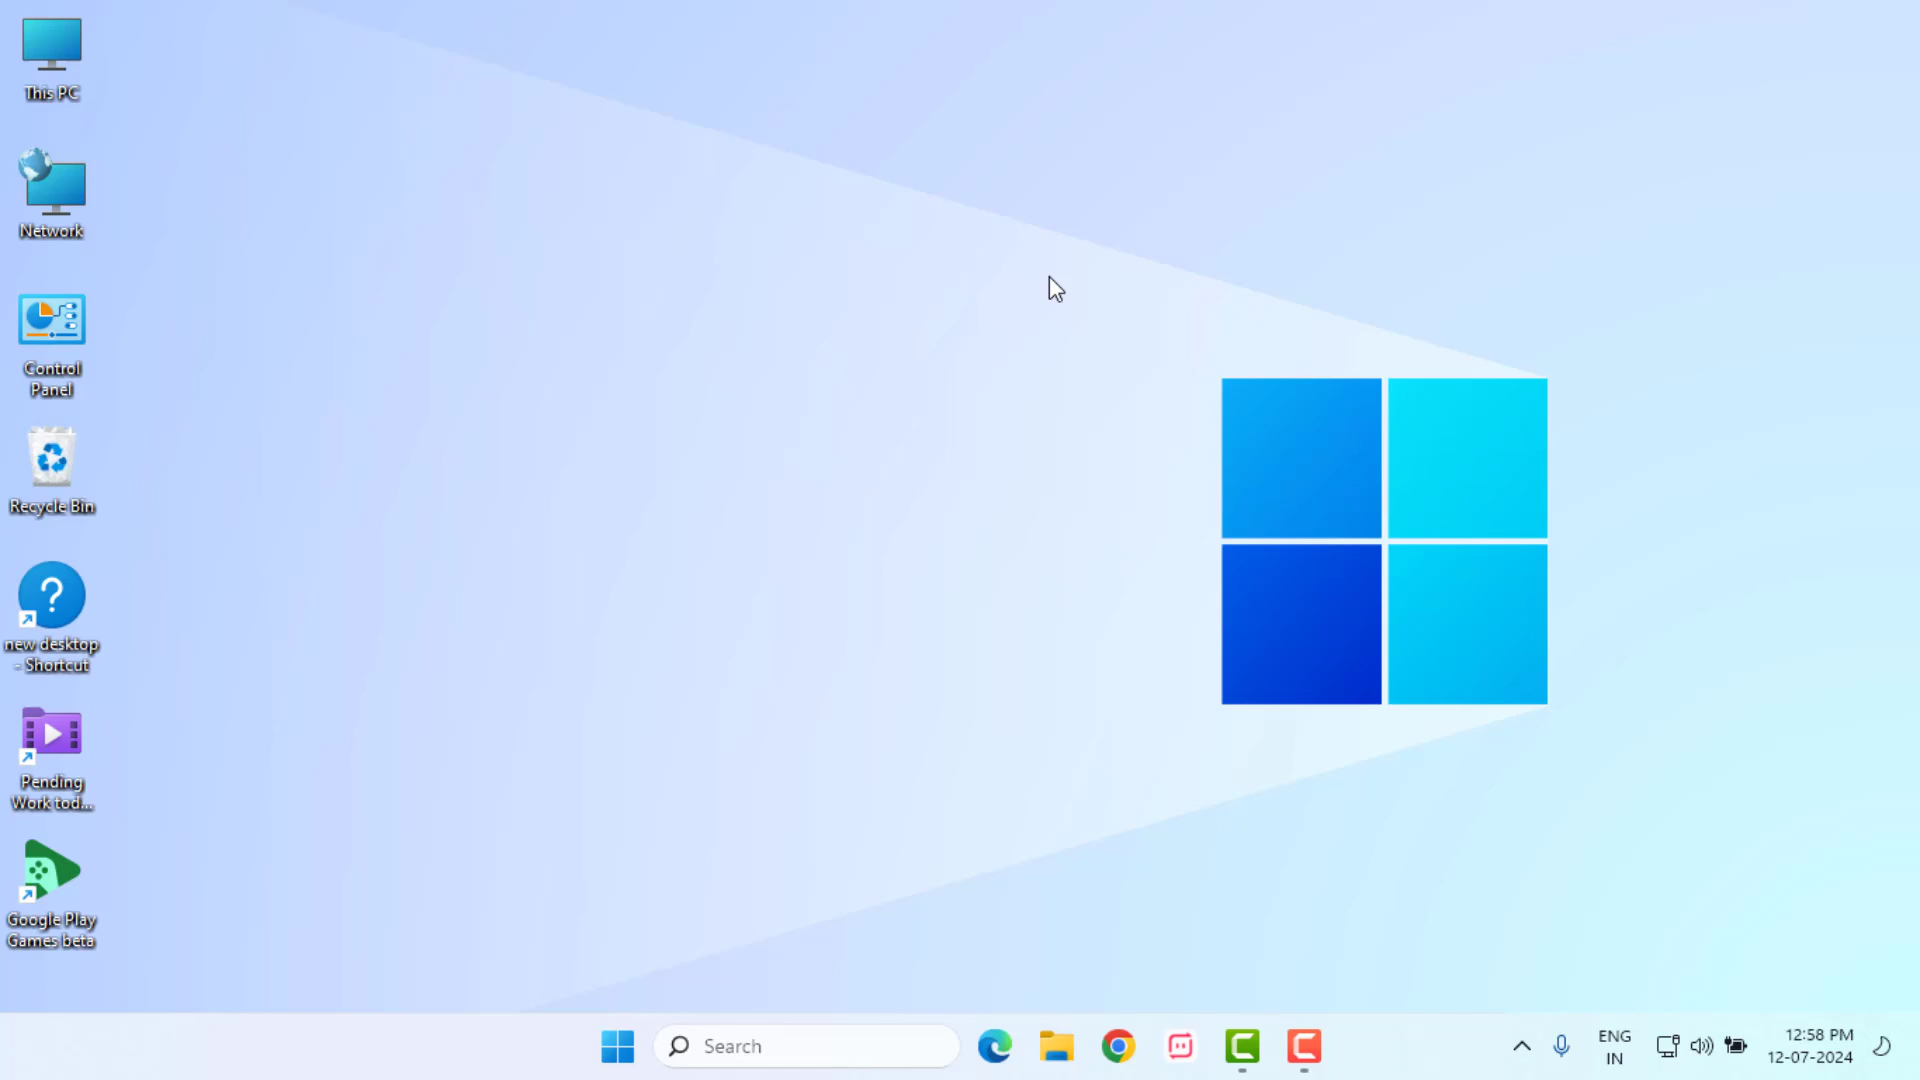 This PC
Network
Control
Panel
Recycle Bin
new desktop
- Shortcut
Pending
Work tod...
Google Play
Games beta
Search
ENG
IN
12:58 PM
12-07-2024